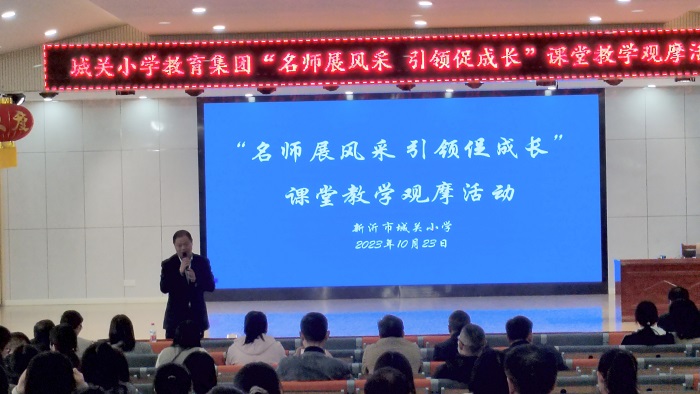 城关小学教育集团“名师展风采 引领促成长”课堂教学观摩活
“名师展风采 引领促成长”
课堂教学观摩活动
新沂市城关小学
2023年10月23日